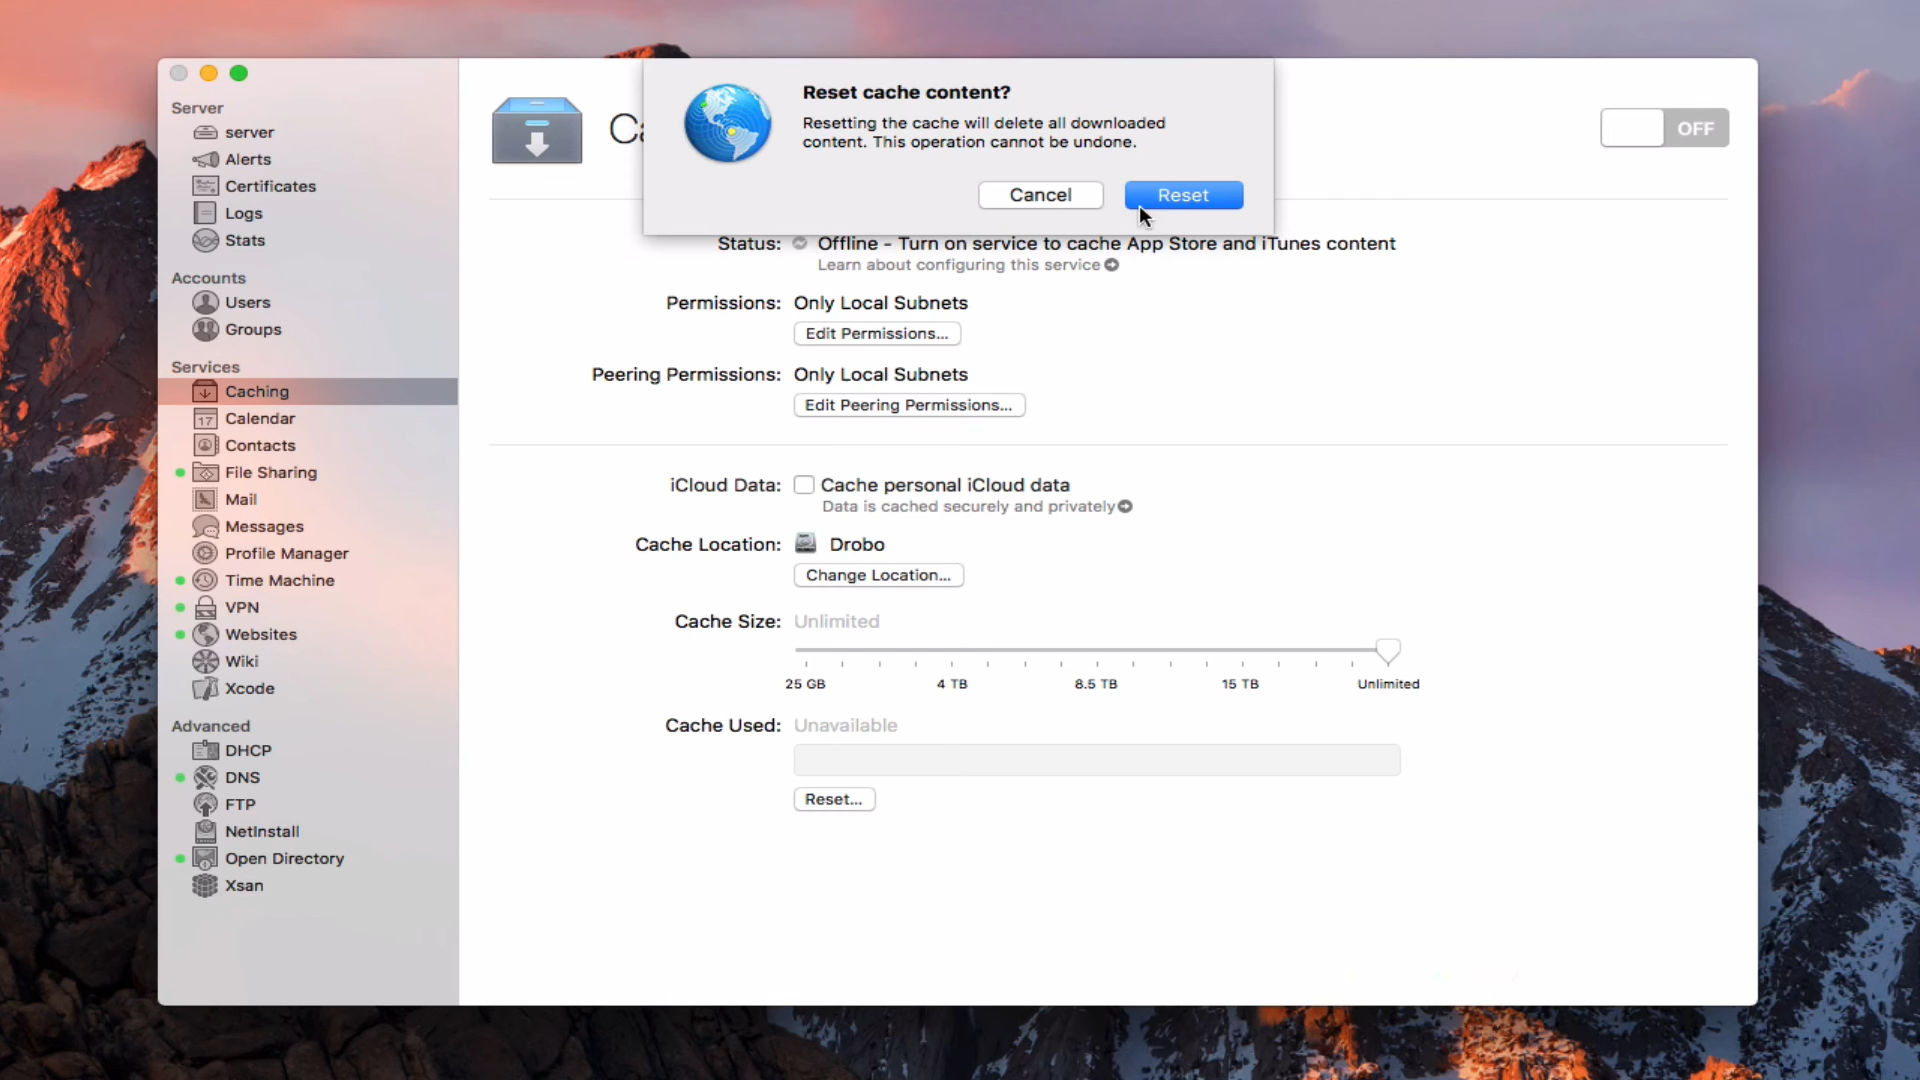 Server
server
Alerts
Certificates
Logs
Stats
Accounts
Users
Groups
Services
Caching
17 Calendar
Contacts
File Sharing
Mail
Messages
Profile Manager
Time Machine
VPN
Websites
Wiki
Xcode
Advanced
DHCP
DNS
FTP
NetInstall
Open Directory
Xsan
Reset cache content?
Resetting the cache will delete all downloaded
content. This operation cannot be undone.
Cancel Reset
OFF
Status: Offline - Turn on service to cache App Store and iTunes content
Learn about configuring this service
Permissions: Only Local Subnets
Edit Permissions...
Peering Permissions: Only Local Subnets
Edit Peering Permissions...
iCloud Data: Cache personal iCloud data
Data is cached securely and privately
Cache Location: Drobo
Change Location...
Cache Size: Unlimited
25 GB 4 TB 8.5 TB 15 TB Unlimited
Cache Used: Unavailable
Reset...